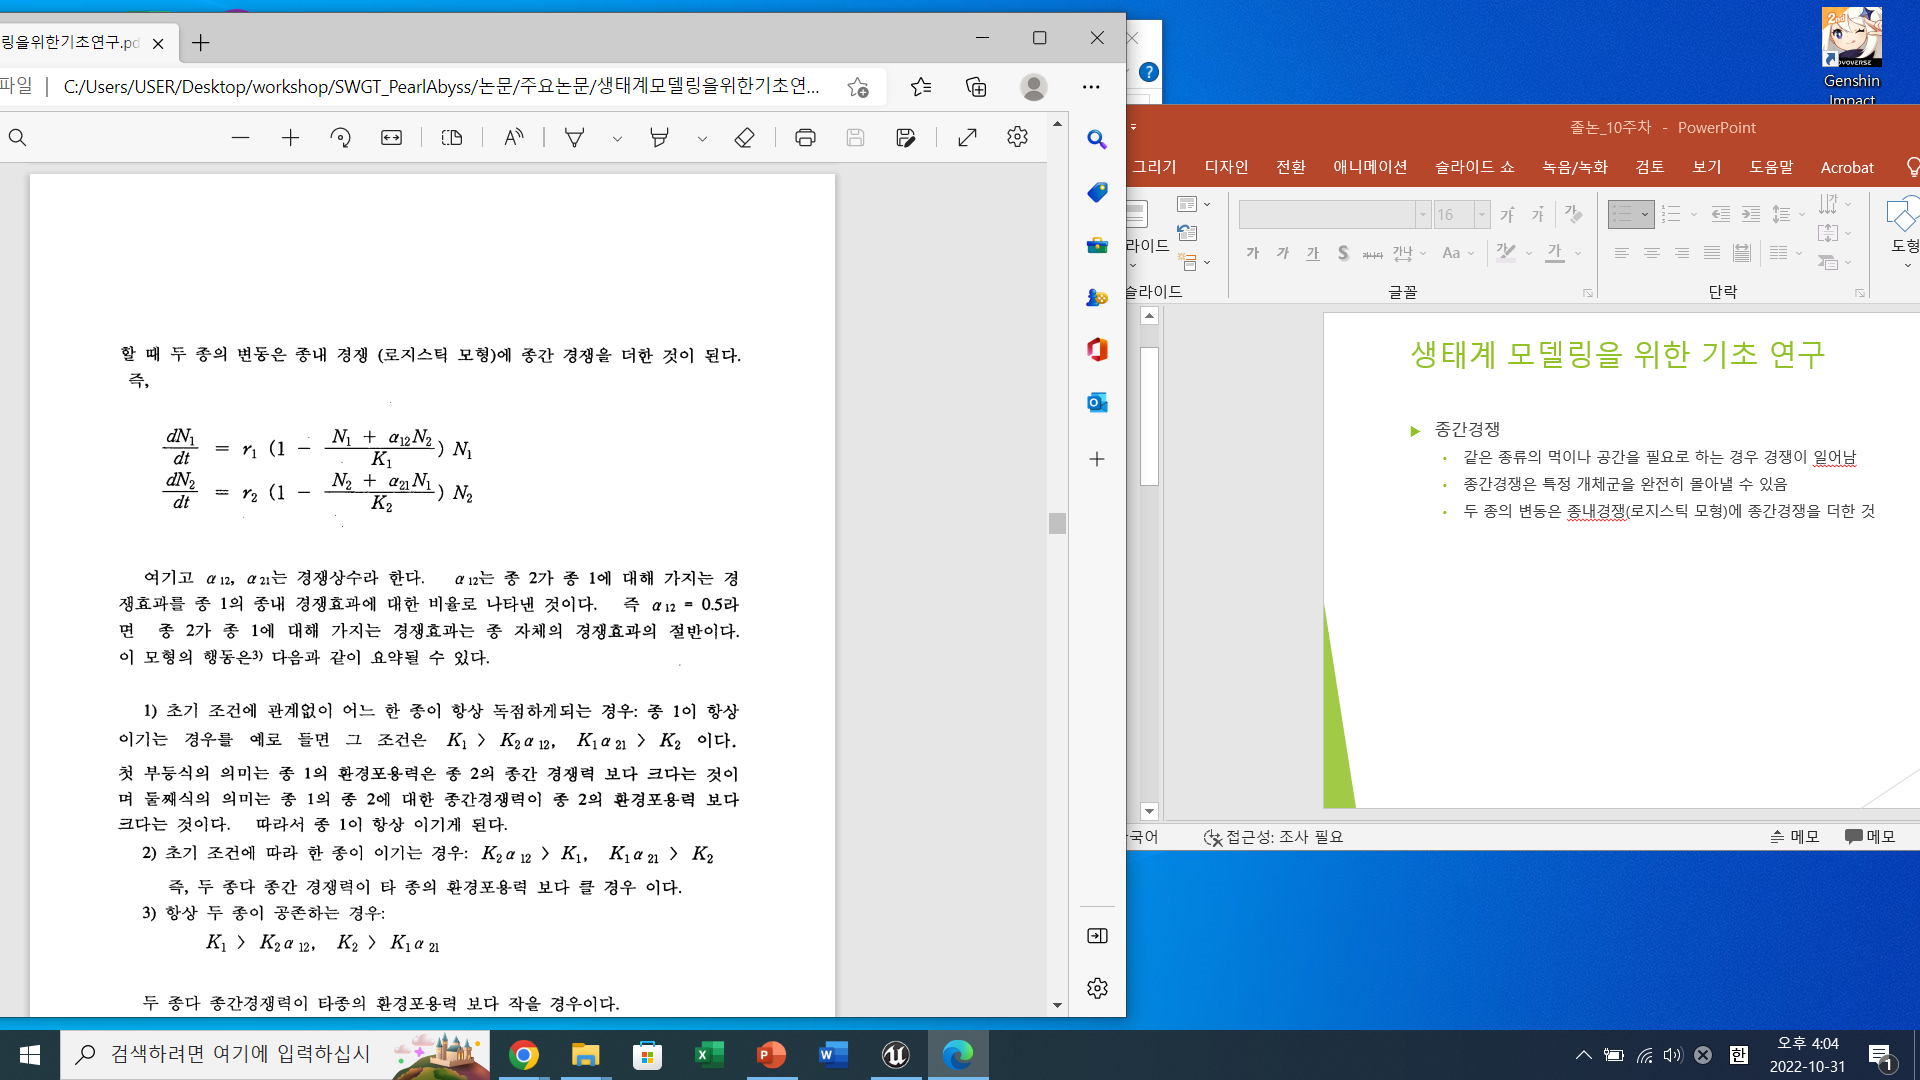 2nd
OVOVERSE
Genshin
Impact
링을위한기초연구.pd
파일 | C:/Users/USER/Desktop/workshop/SWGT_PearlAbyss/논문/주요논문/생태계모델링을위한기초연...
할 때 두 종의 변동은 종내 경쟁 (로지스틱 모형)에 종간 경쟁을 더한 것이 된다.
즉,
dN1/dt = r1 (1 - (N1 + α12N2)/K1) N1
dN2/dt = r2 (1 - (N2 + α21N1)/K2) N2
여기고 α12, α21는 경쟁상수라 한다. α12는 종 2가 종 1에 대해 가지는 경
쟁효과를 종 1의 종내 경쟁효과에 대한 비율로 나타낸 것이다. 즉 α12 = 0.5라
면 종 2가 종 1에 대해 가지는 경쟁효과는 종 자체의 경쟁효과의 절반이다.
이 모형의 행동은3) 다음과 같이 요약될 수 있다.
1) 초기 조건에 관계없이 어느 한 종이 항상 독점하게되는 경우: 종 1이 항상
이기는 경우를 예로 들면 그 조건은 K1 > K2α12, K1α21 > K2 이다.
첫 부등식의 의미는 종 1의 환경포용력은 종 2의 종간 경쟁력 보다 크다는 것이
며 둘째식의 의미는 종 1의 종 2에 대한 종간경쟁력이 종 2의 환경포용력 보다
크다는 것이다. 따라서 종 1이 항상 이기게 된다.
2) 초기 조건에 따라 한 종이 이기는 경우: K2α12 > K1, K1α21 > K2
즉, 두 종다 종간 경쟁력이 타 종의 환경포용력 보다 클 경우 이다.
3) 항상 두 종이 공존하는 경우:
K1 > K2α12, K2 > K1α21
두 종다 종간경쟁력이 타종의 환경포용력 보다 작을 경우이다.
졸논_10주차 - PowerPoint
그리기 디자인 전환 애니메이션 슬라이드 쇼 녹음/녹화 검토 보기 도움말 Acrobat
라이드
16
가 가 가
가 가 가 S 가나다 간나 Aa 가
도형
슬라이드 글꼴 단락
생태계 모델링을 위한 기초 연구
종간경쟁
• 같은 종류의 먹이나 공간을 필요로 하는 경우 경쟁이 일어남
• 종간경쟁은 특정 개체군을 완전히 몰아낼 수 있음
• 두 종의 변동은 종내경쟁(로지스틱 모형)에 종간경쟁을 더한 것
국어 접근성: 조사 필요 메모 메모
검색하려면 여기에 입력하십시
한
오후 4:04
2022-10-31
1